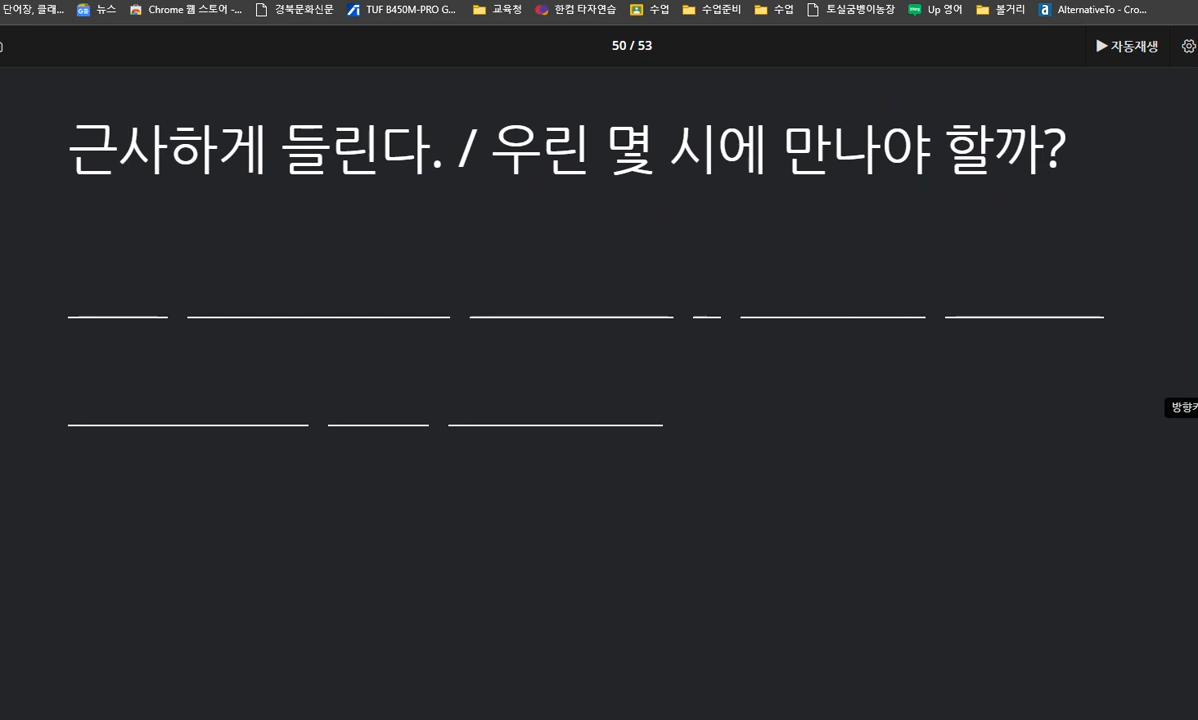 단어장, 클래... 뉴스 Chrome 웹 스토어 -... 경북문화신문 TUF B450M-PRO G... 교육청 한컴 타자연습 수업 수업준비 수업 토실굼벵이농장 Up 영어 볼거리 AlternativeTo - Cro...
50 / 53 ▶ 자동재생
근사하게 들린다. / 우린 몇 시에 만나야 할까?
방향키